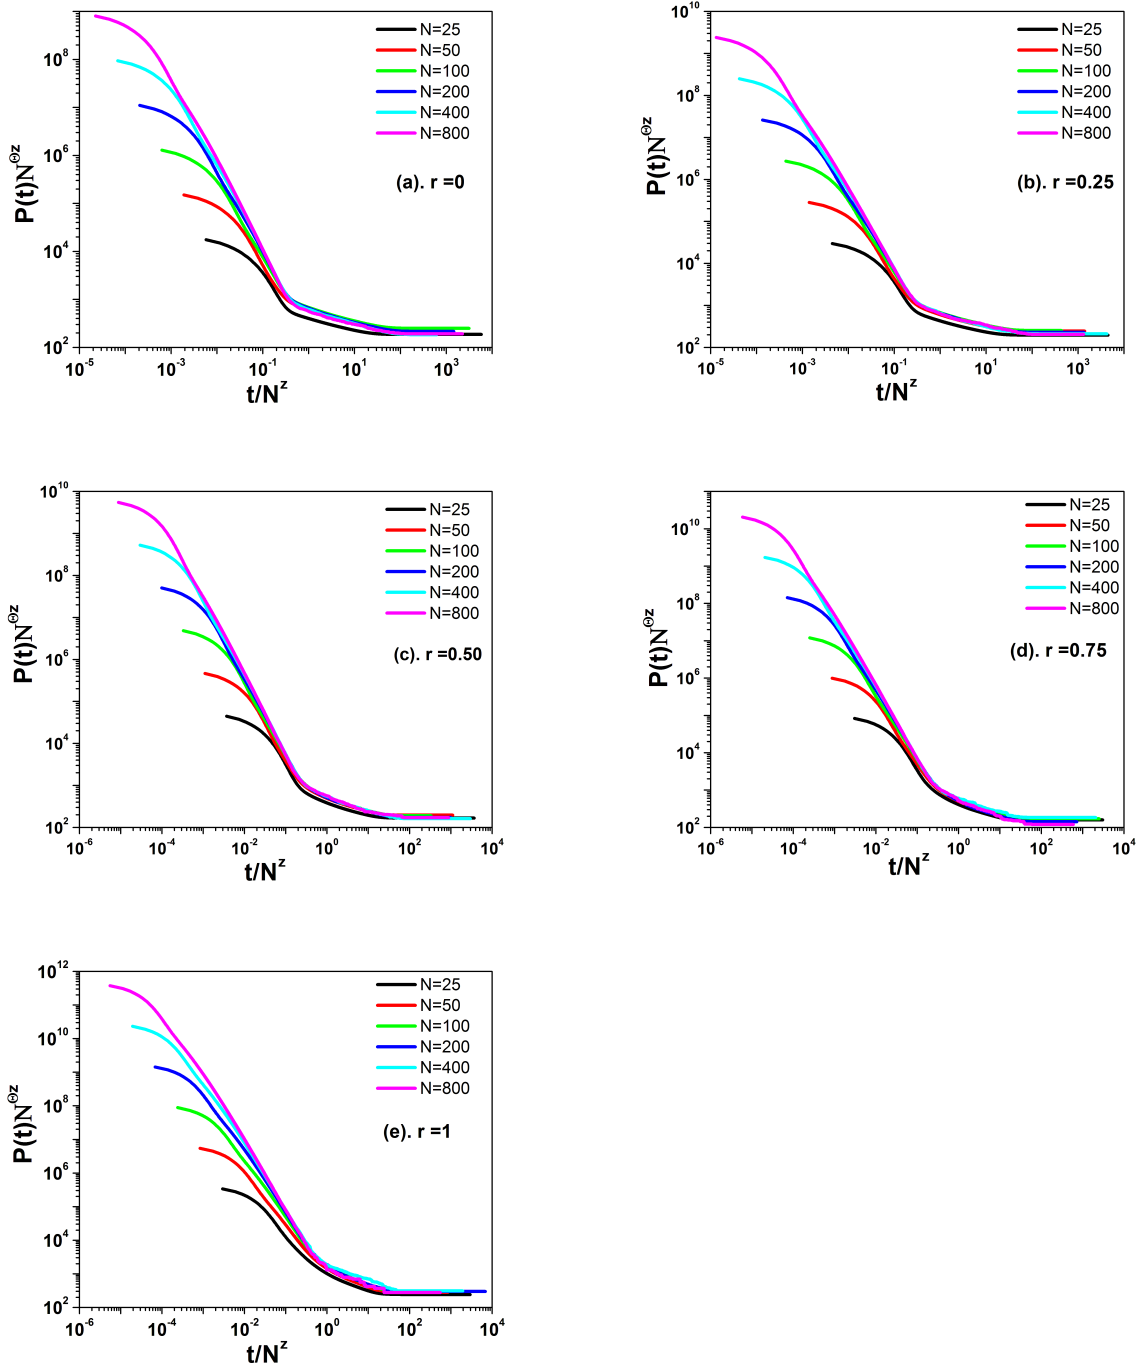 N=25
N=50
N=100
N=200
N=400
N=800
(a). r =0
P(t)N^Θz
10^8
10^6
10^4
10^2
10^-5 10^-3 10^-1 10^1 10^3
t/N^z
N=25
N=50
N=100
N=200
N=400
N=800
(b). r =0.25
P(t)N^Θz
10^10
10^8
10^6
10^4
10^2
10^-5 10^-3 10^-1 10^1 10^3
t/N^z
N=25
N=50
N=100
N=200
N=400
N=800
(c). r =0.50
P(t)N^Θz
10^10
10^8
10^6
10^4
10^2
10^-6 10^-4 10^-2 10^0 10^2 10^4
t/N^z
N=25
N=50
N=100
N=200
N=400
N=800
(d). r =0.75
P(t)N^Θz
10^10
10^8
10^6
10^4
10^2
10^-6 10^-4 10^-2 10^0 10^2 10^4
t/N^z
N=25
N=50
N=100
N=200
N=400
N=800
(e). r =1
P(t)N^Θz
10^12
10^10
10^8
10^6
10^4
10^2
10^-6 10^-4 10^-2 10^0 10^2 10^4
t/N^z